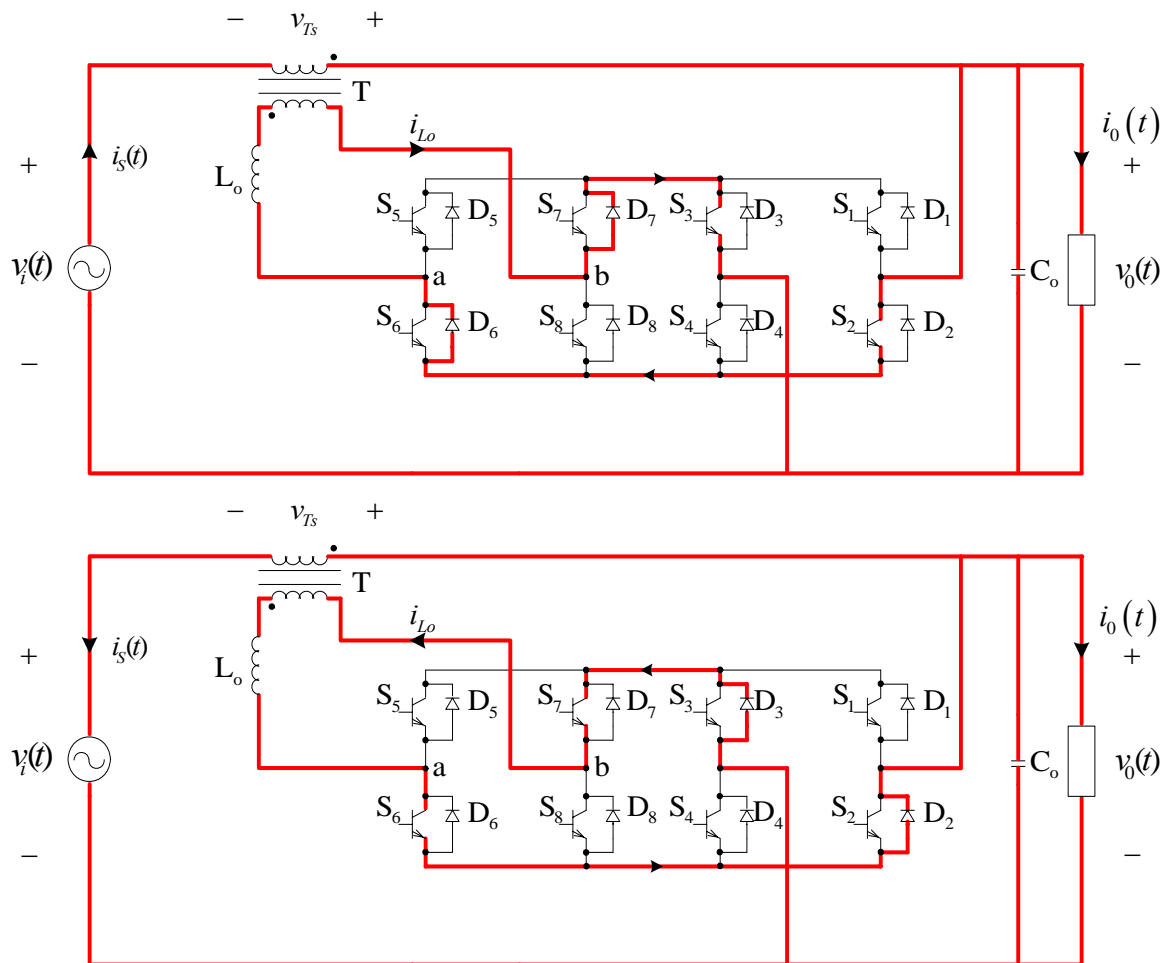 − v_Ts +
T
i_Lo
i_0(t)
+ i_S(t) +
L_o
S_5 D_5 S_7 D_7 S_3 D_3 S_1 D_1
v_i(t) a b C_o v_0(t)
S_6 D_6 S_8 D_8 S_4 D_4 S_2 D_2
− −
− v_Ts +
T
i_Lo
i_0(t)
+ i_S(t) +
L_o
S_5 D_5 S_7 D_7 S_3 D_3 S_1 D_1
v_i(t) a b C_o v_0(t)
S_6 D_6 S_8 D_8 S_4 D_4 S_2 D_2
− −